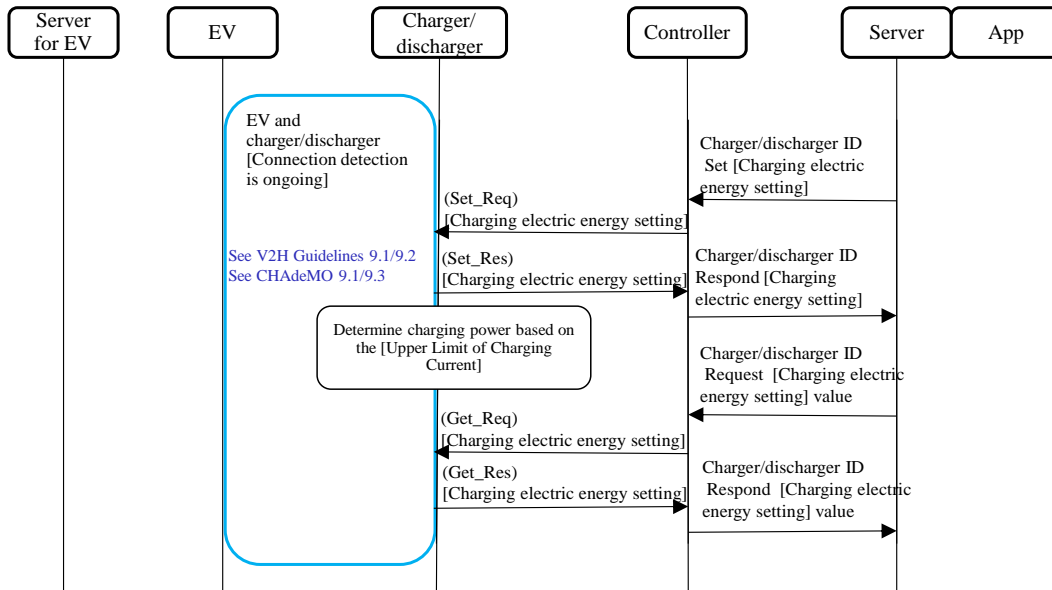 Server
for EV
EV
Charger/
discharger
Controller
Server
App
EV and
charger/discharger
[Connection detection
is ongoing]
Charger/discharger ID
Set [Charging electric
energy setting]
(Set_Req)
[Charging electric energy setting]
See V2H Guidelines 9.1/9.2
See CHAdeMO 9.1/9.3
(Set_Res)
[Charging electric energy setting]
Charger/discharger ID
Respond [Charging
electric energy setting]
Determine charging power based on
the [Upper Limit of Charging
Current]
Charger/discharger ID
Request [Charging electric
energy setting] value
(Get_Req)
[Charging electric energy setting]
(Get_Res)
[Charging electric energy setting]
Charger/discharger ID
Respond [Charging electric
energy setting] value